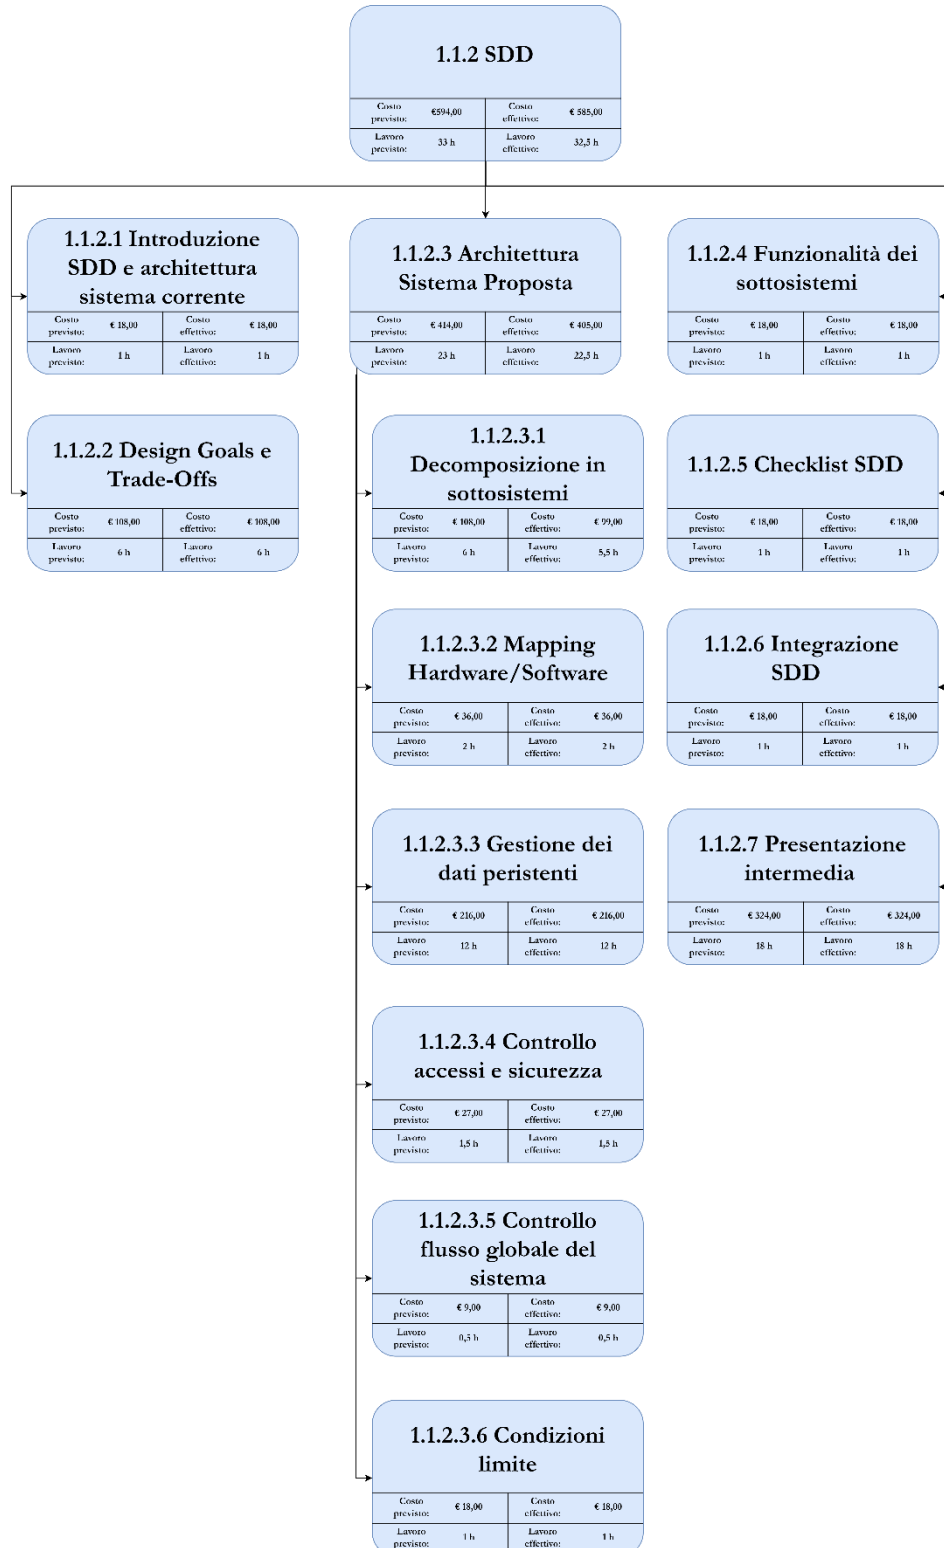 1.1.2 SDD
Costo previsto: €594,00 Costo effettivo: € 585,00
Lavoro previsto: 33 h Lavoro effettivo: 32,5 h
1.1.2.1 Introduzione
SDD e architettura
sistema corrente
Costo previsto: € 18,00 Costo effettivo: € 18,00
Lavoro previsto: 1 h Lavoro effettivo: 1 h
1.1.2.3 Architettura
Sistema Proposta
Costo previsto: € 414,00 Costo effettivo: € 405,00
Lavoro previsto: 23 h Lavoro effettivo: 22,5 h
1.1.2.4 Funzionalità dei
sottosistemi
Costo previsto: € 18,00 Costo effettivo: € 18,00
Lavoro previsto: 1 h Lavoro effettivo: 1 h
1.1.2.2 Design Goals e
Trade-Offs
Costo previsto: € 108,00 Costo effettivo: € 108,00
Lavoro previsto: 6 h Lavoro effettivo: 6 h
1.1.2.3.1
Decomposizione in
sottosistemi
Costo previsto: € 108,00 Costo effettivo: € 99,00
Lavoro previsto: 6 h Lavoro effettivo: 5,5 h
1.1.2.5 Checklist SDD
Costo previsto: € 18,00 Costo effettivo: € 18,00
Lavoro previsto: 1 h Lavoro effettivo: 1 h
1.1.2.3.2 Mapping
Hardware/Software
Costo previsto: € 36,00 Costo effettivo: € 36,00
Lavoro previsto: 2 h Lavoro effettivo: 2 h
1.1.2.6 Integrazione
SDD
Costo previsto: € 18,00 Costo effettivo: € 18,00
Lavoro previsto: 1 h Lavoro effettivo: 1 h
1.1.2.3.3 Gestione dei
dati peristenti
Costo previsto: € 216,00 Costo effettivo: € 216,00
Lavoro previsto: 12 h Lavoro effettivo: 12 h
1.1.2.7 Presentazione
intermedia
Costo previsto: € 324,00 Costo effettivo: € 324,00
Lavoro previsto: 18 h Lavoro effettivo: 18 h
1.1.2.3.4 Controllo
accessi e sicurezza
Costo previsto: € 27,00 Costo effettivo: € 27,00
Lavoro previsto: 1,5 h Lavoro effettivo: 1,5 h
1.1.2.3.5 Controllo
flusso globale del
sistema
Costo previsto: € 9,00 Costo effettivo: € 9,00
Lavoro previsto: 0,5 h Lavoro effettivo: 0,5 h
1.1.2.3.6 Condizioni
limite
Costo previsto: € 18,00 Costo effettivo: € 18,00
Lavoro previsto: 1 h Lavoro effettivo: 1 h